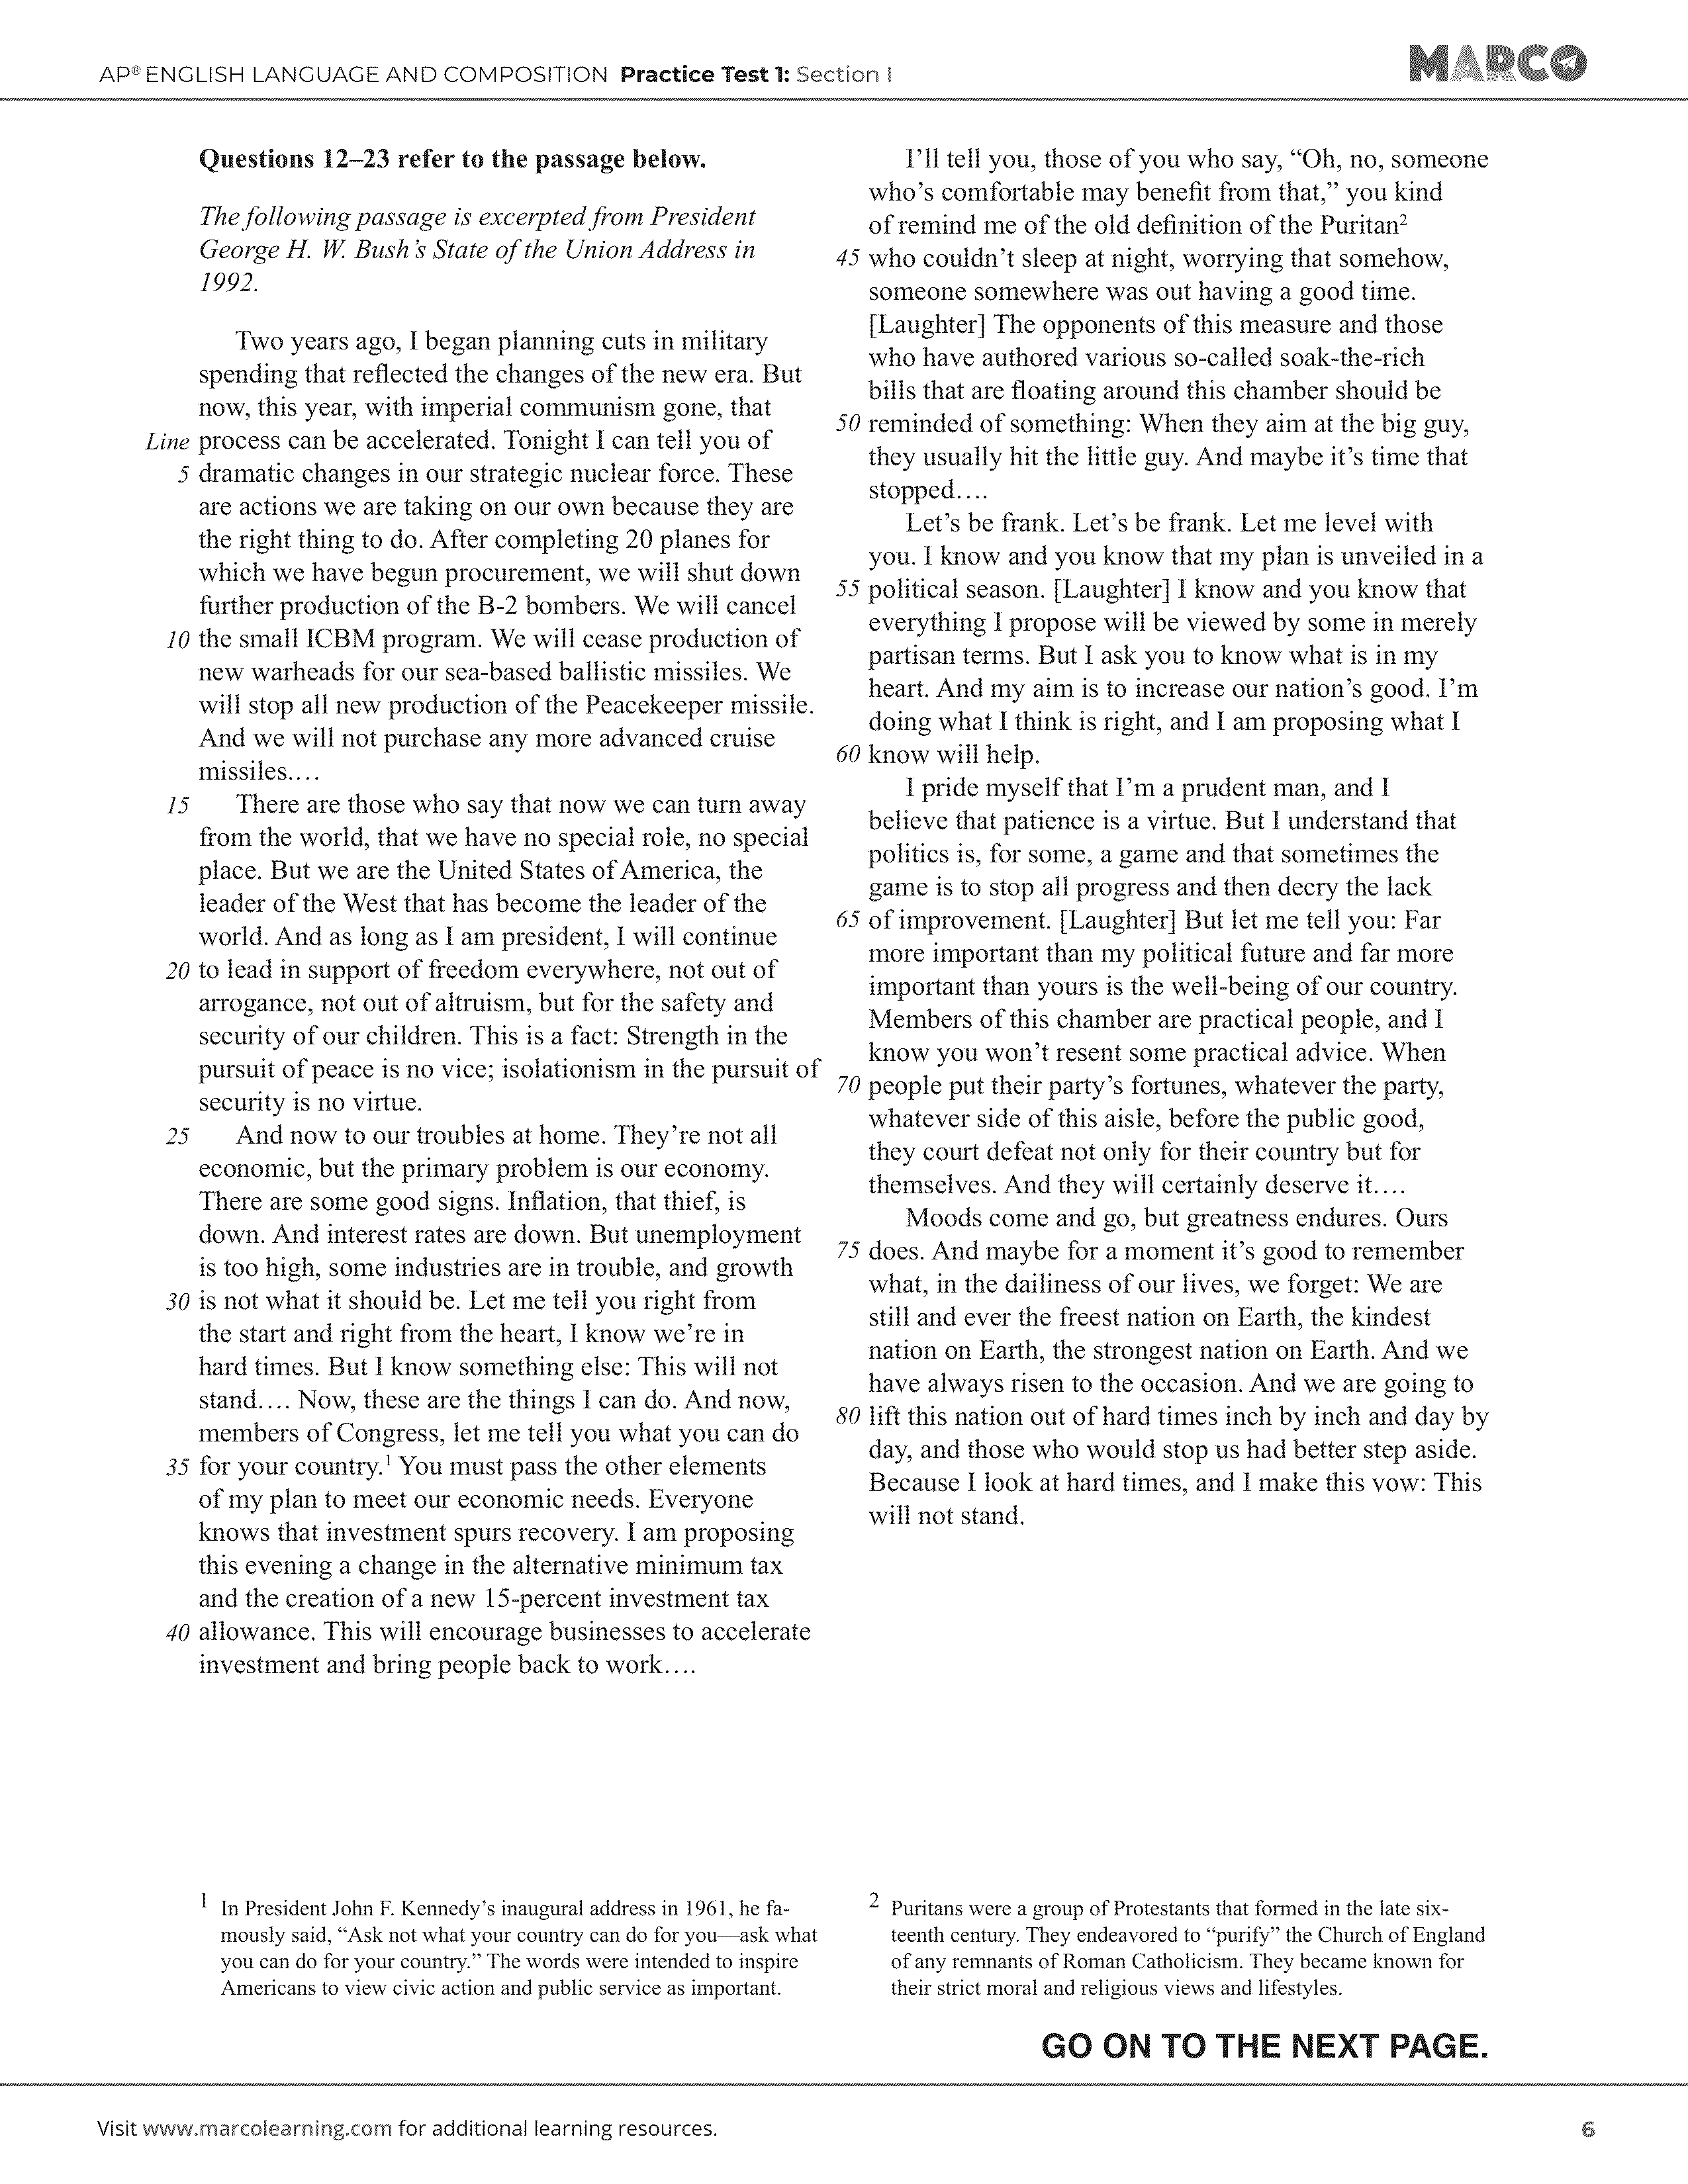 AP® ENGLISH LANGUAGE AND COMPOSITION Practice Test 1: Section I
MARCO
Questions 12–23 refer to the passage below.
The following passage is excerpted from President
George H. W. Bush's State of the Union Address in
1992.
Two years ago, I began planning cuts in military
spending that reflected the changes of the new era. But
now, this year, with imperial communism gone, that
Line process can be accelerated. Tonight I can tell you of
5 dramatic changes in our strategic nuclear force. These
are actions we are taking on our own because they are
the right thing to do. After completing 20 planes for
which we have begun procurement, we will shut down
further production of the B-2 bombers. We will cancel
10 the small ICBM program. We will cease production of
new warheads for our sea-based ballistic missiles. We
will stop all new production of the Peacekeeper missile.
And we will not purchase any more advanced cruise
missiles....
15 There are those who say that now we can turn away
from the world, that we have no special role, no special
place. But we are the United States of America, the
leader of the West that has become the leader of the
world. And as long as I am president, I will continue
20 to lead in support of freedom everywhere, not out of
arrogance, not out of altruism, but for the safety and
security of our children. This is a fact: Strength in the
pursuit of peace is no vice; isolationism in the pursuit of
security is no virtue.
25 And now to our troubles at home. They're not all
economic, but the primary problem is our economy.
There are some good signs. Inflation, that thief, is
down. And interest rates are down. But unemployment
is too high, some industries are in trouble, and growth
30 is not what it should be. Let me tell you right from
the start and right from the heart, I know we're in
hard times. But I know something else: This will not
stand.... Now, these are the things I can do. And now,
members of Congress, let me tell you what you can do
35 for your country.¹ You must pass the other elements
of my plan to meet our economic needs. Everyone
knows that investment spurs recovery. I am proposing
this evening a change in the alternative minimum tax
and the creation of a new 15-percent investment tax
40 allowance. This will encourage businesses to accelerate
investment and bring people back to work....
I'll tell you, those of you who say, “Oh, no, someone
who's comfortable may benefit from that,” you kind
of remind me of the old definition of the Puritan²
45 who couldn't sleep at night, worrying that somehow,
someone somewhere was out having a good time.
[Laughter] The opponents of this measure and those
who have authored various so-called soak-the-rich
bills that are floating around this chamber should be
50 reminded of something: When they aim at the big guy,
they usually hit the little guy. And maybe it's time that
stopped....
Let's be frank. Let's be frank. Let me level with
you. I know and you know that my plan is unveiled in a
55 political season. [Laughter] I know and you know that
everything I propose will be viewed by some in merely
partisan terms. But I ask you to know what is in my
heart. And my aim is to increase our nation's good. I'm
doing what I think is right, and I am proposing what I
60 know will help.
I pride myself that I'm a prudent man, and I
believe that patience is a virtue. But I understand that
politics is, for some, a game and that sometimes the
game is to stop all progress and then decry the lack
65 of improvement. [Laughter] But let me tell you: Far
more important than my political future and far more
important than yours is the well-being of our country.
Members of this chamber are practical people, and I
know you won't resent some practical advice. When
70 people put their party's fortunes, whatever the party,
whatever side of this aisle, before the public good,
they court defeat not only for their country but for
themselves. And they will certainly deserve it....
Moods come and go, but greatness endures. Ours
75 does. And maybe for a moment it's good to remember
what, in the dailiness of our lives, we forget: We are
still and ever the freest nation on Earth, the kindest
nation on Earth, the strongest nation on Earth. And we
have always risen to the occasion. And we are going to
80 lift this nation out of hard times inch by inch and day by
day, and those who would stop us had better step aside.
Because I look at hard times, and I make this vow: This
will not stand.
1 In President John F. Kennedy's inaugural address in 1961, he fa-
mously said, “Ask not what your country can do for you—ask what
you can do for your country.” The words were intended to inspire
Americans to view civic action and public service as important.
2 Puritans were a group of Protestants that formed in the late six-
teenth century. They endeavored to “purify” the Church of England
of any remnants of Roman Catholicism. They became known for
their strict moral and religious views and lifestyles.
GO ON TO THE NEXT PAGE.
Visit www.marcolearning.com for additional learning resources.
6